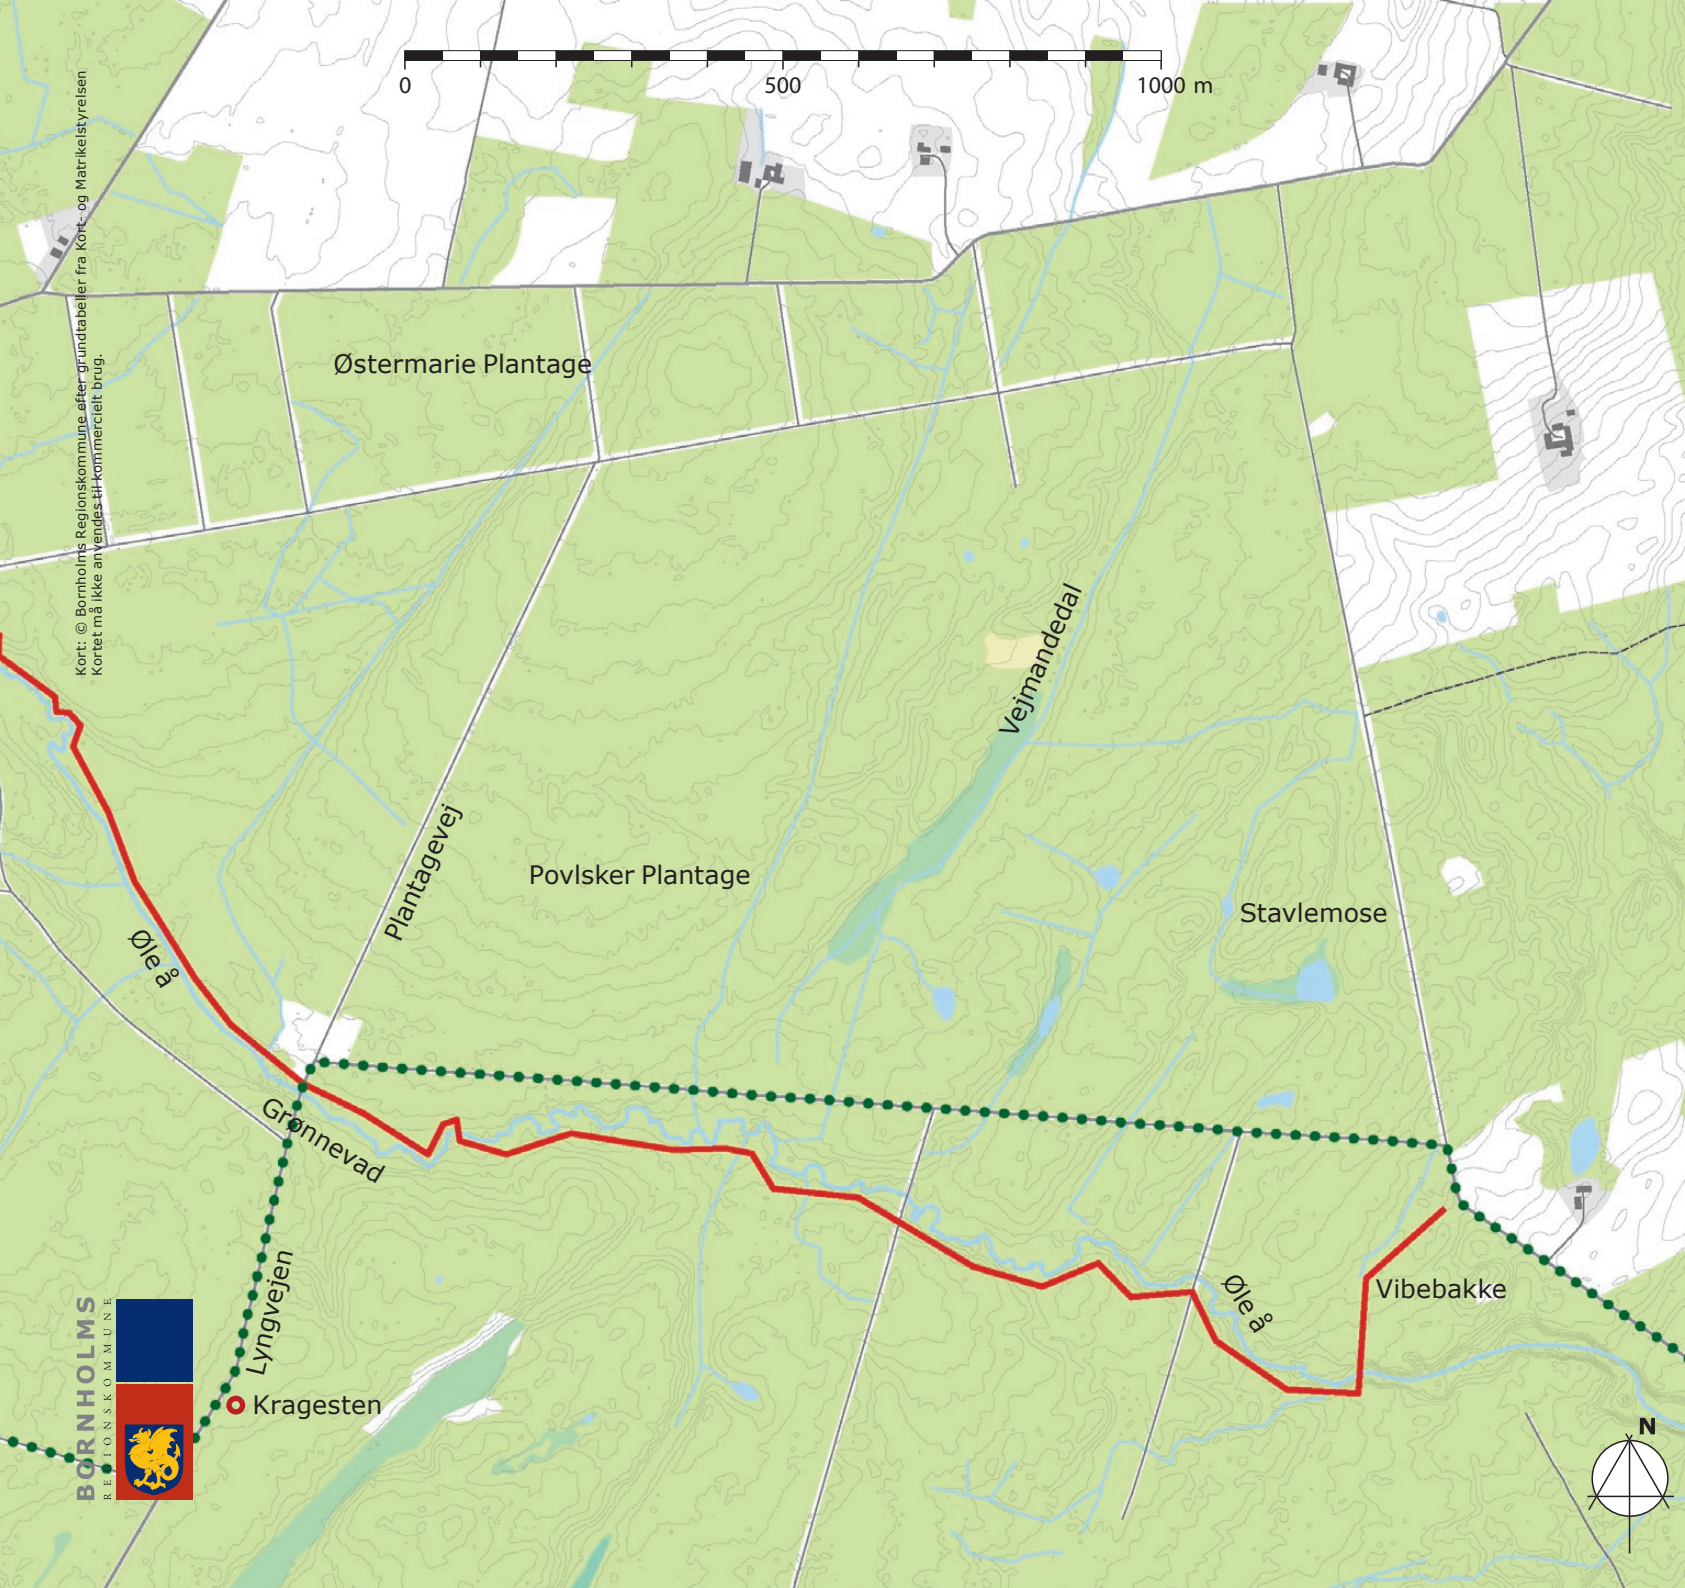 0 500 1000 m
Kort: © Bornholms Regionskommune efter grundtabeller fra Kort- og Matrikelstyrelsen
Kortet må ikke anvendes til kommercielt brug.
Østermarie Plantage
Vejmandedal
Plantagevej
Povlsker Plantage
Stavlemose
Øle å
Grønnevad
Lyngvejen
Øle å
Vibebakke
Kragesten
BORNHOLMS
REGIONSKOMMUNE
N